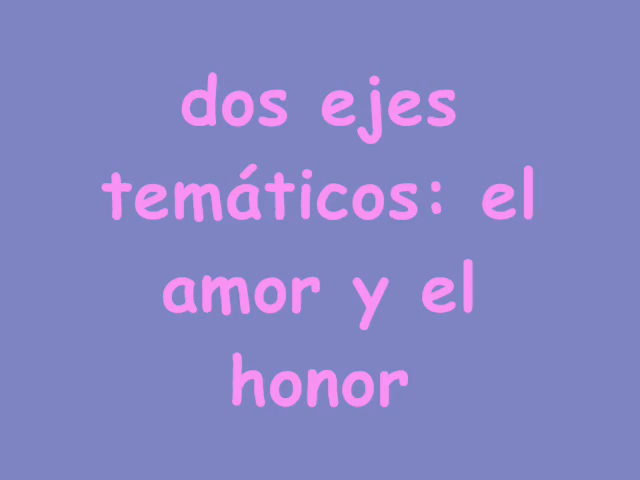 dos ejes
temáticos: el
amor y el
honor